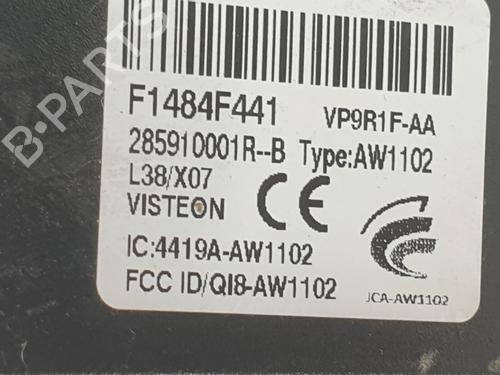 F1484F441 VP9R1F-AA
285910001R--B Type:AW1102
L38/X07
VISTEON CE
IC:4419A-AW1102
FCC ID/QI8-AW1102 JCA-AW1102
B-PARTS